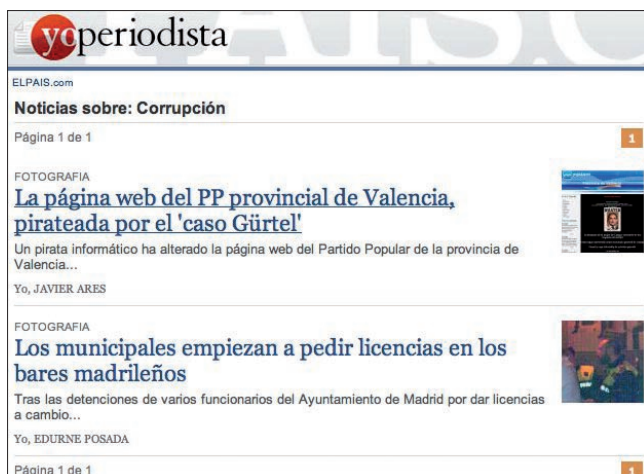 yoperiodista
ELPAIS.com
Noticias sobre: Corrupción
Página 1 de 1
1
FOTOGRAFIA
La página web del PP provincial de Valencia,
pirateada por el 'caso Gürtel'
Un pirata informático ha alterado la página web del Partido Popular de la provincia de
Valencia...
Yo, JAVIER ARES
FOTOGRAFIA
Los municipales empiezan a pedir licencias en los
bares madrileños
Tras las detenciones de varios funcionarios del Ayuntamiento de Madrid por dar licencias
a cambio...
Yo, EDURNE POSADA
Página 1 de 1
1